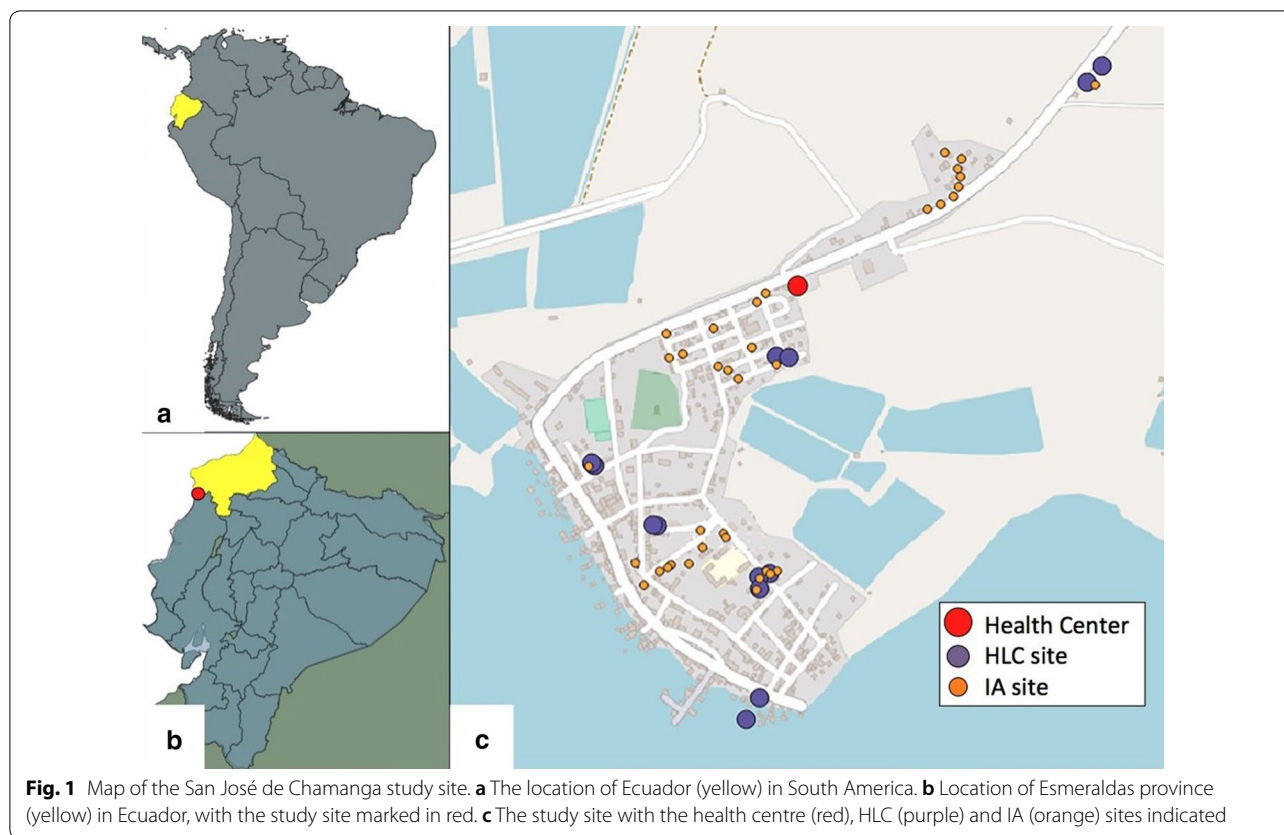 a
b
c
Health Center
HLC site
IA site
Fig. 1 Map of the San José de Chamanga study site. a The location of Ecuador (yellow) in South America. b Location of Esmeraldas province
(yellow) in Ecuador, with the study site marked in red. c The study site with the health centre (red), HLC (purple) and IA (orange) sites indicated